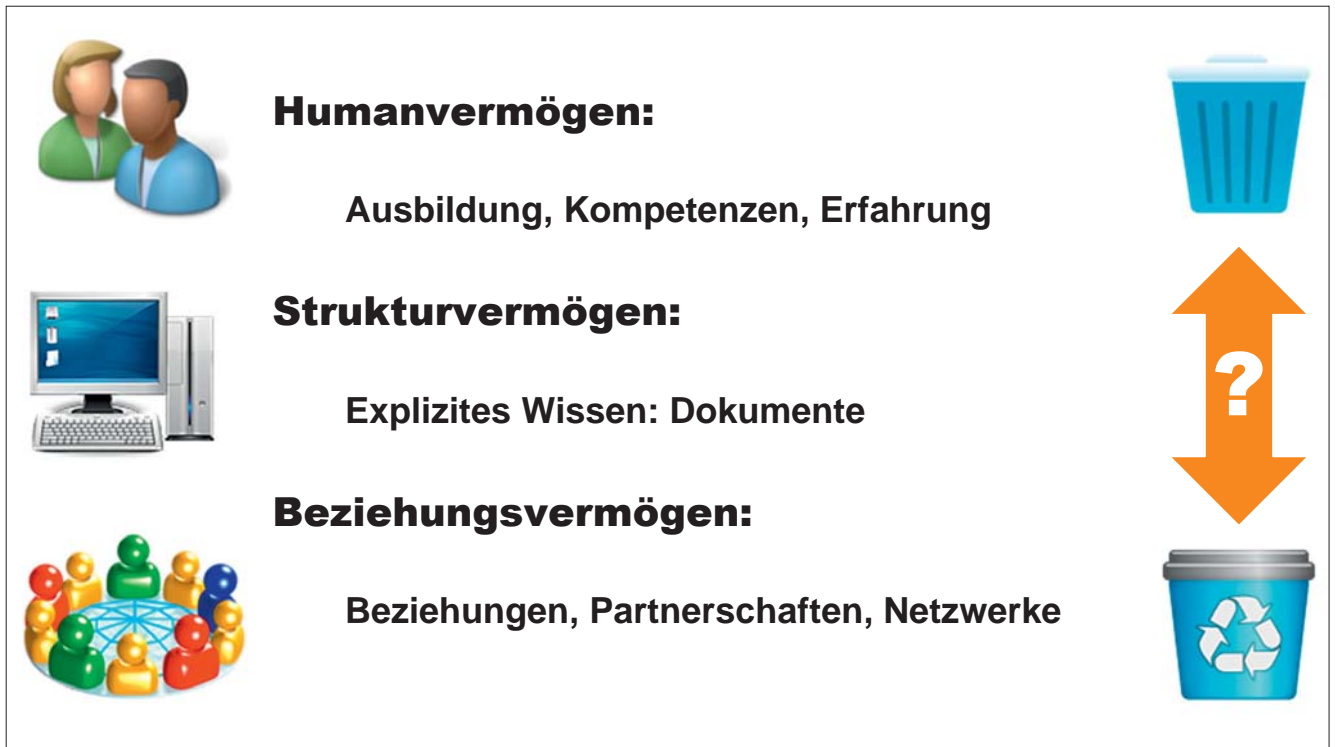 Humanvermögen:
Ausbildung, Kompetenzen, Erfahrung
Strukturvermögen:
Explizites Wissen: Dokumente
Beziehungsvermögen:
Beziehungen, Partnerschaften, Netzwerke
?